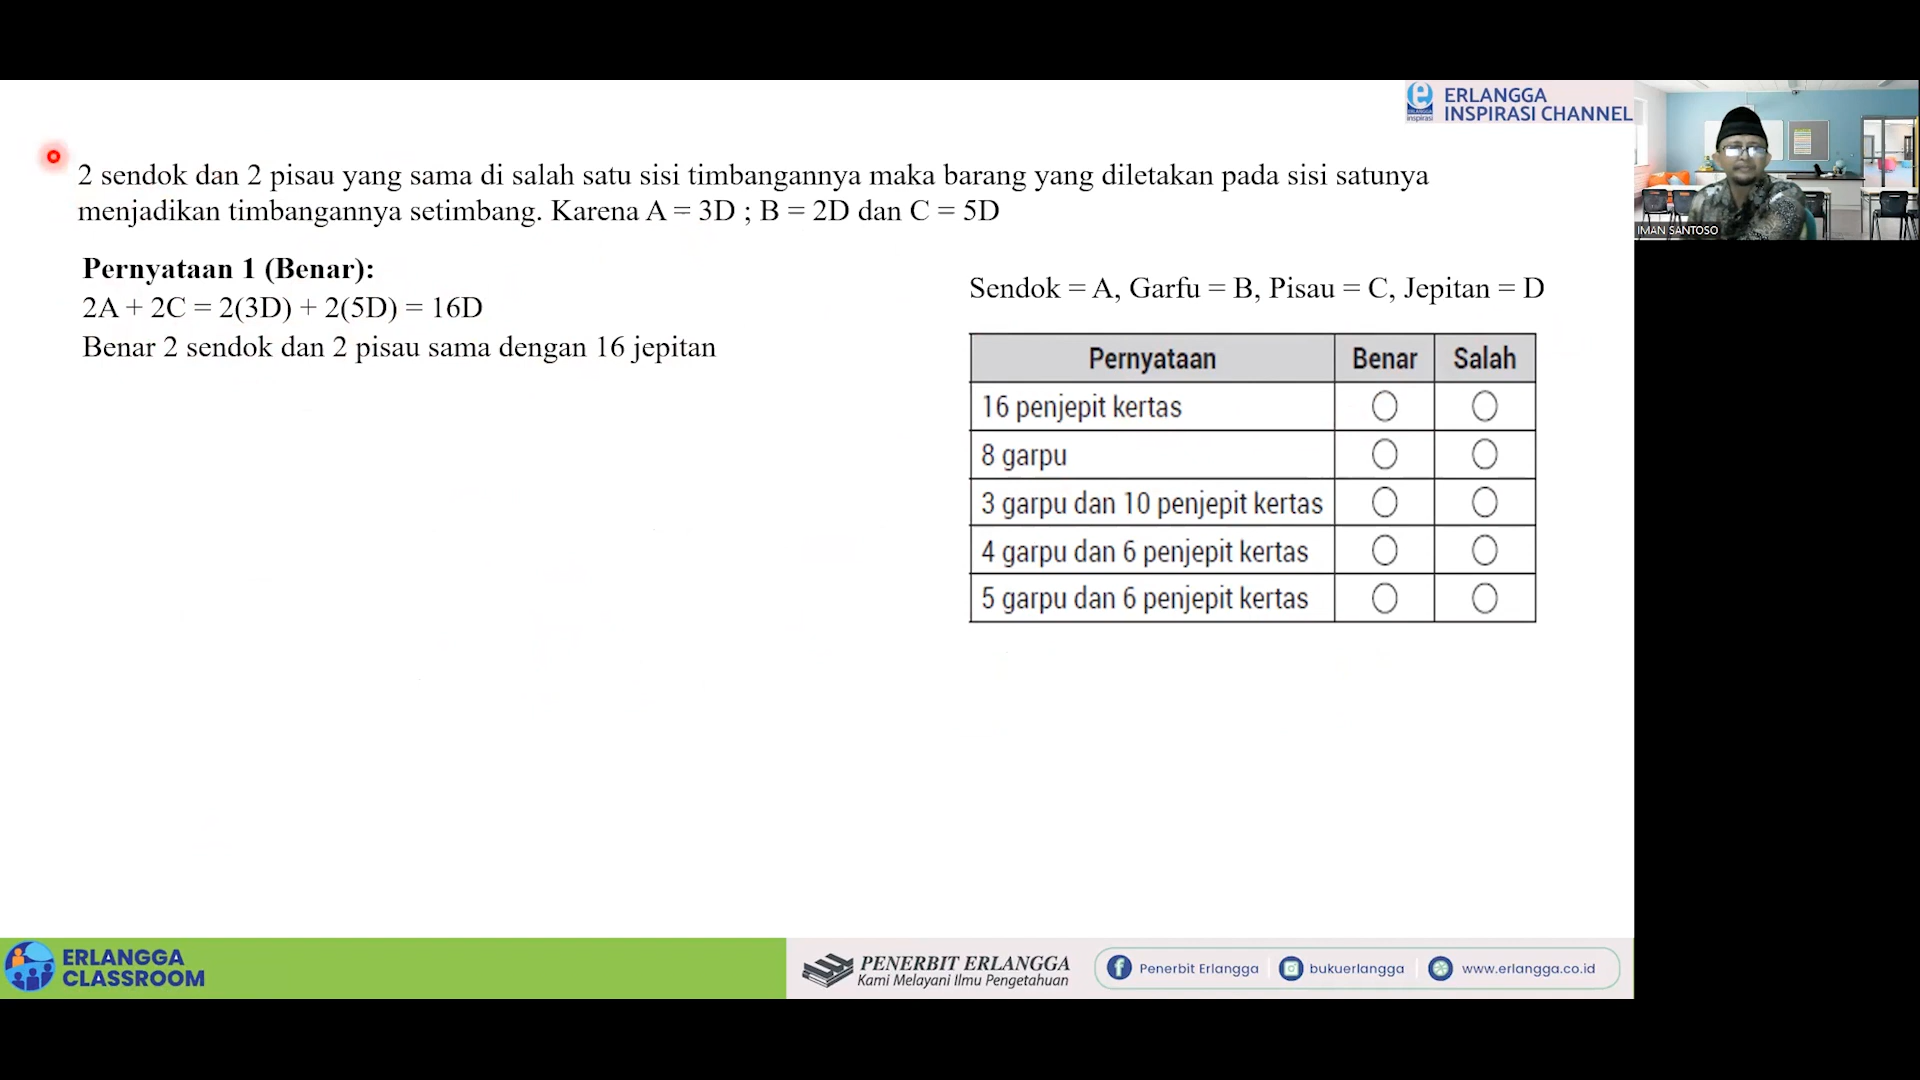 ERLANGGA
INSPIRASI CHANNEL
inspirasi
2 sendok dan 2 pisau yang sama di salah satu sisi timbangannya maka barang yang diletakan pada sisi satunya
menjadikan timbangannya setimbang. Karena A = 3D ; B = 2D dan C = 5D
IMAN SANTOSO
Pernyataan 1 (Benar):
2A + 2C = 2(3D) + 2(5D) = 16D
Benar 2 sendok dan 2 pisau sama dengan 16 jepitan
Sendok = A, Garfu = B, Pisau = C, Jepitan = D
Pernyataan Benar Salah
16 penjepit kertas
8 garpu
3 garpu dan 10 penjepit kertas
4 garpu dan 6 penjepit kertas
5 garpu dan 6 penjepit kertas
ERLANGGA
CLASSROOM
PENERBIT ERLANGGA
Kami Melayani Ilmu Pengetahuan
Penerbit Erlangga
bukuerlangga
www.erlangga.co.id